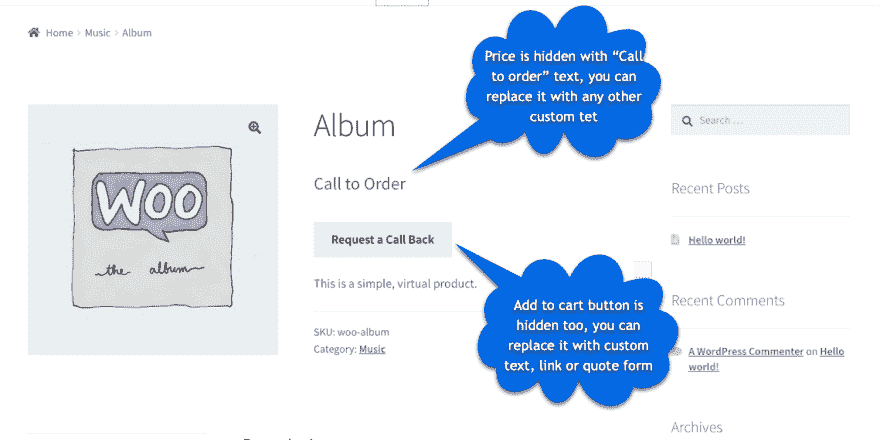 Home > Music > Album
Price is hidden with “Call
to order” text, you can
replace it with any other
custom tet
Search …
WOO
the album
Album
Call to Order
Request a Call Back
This is a simple, virtual product.
SKU: woo-album
Category: Music
Add to cart button is
hidden too, you can
replace it with custom
text, link or quote form
Recent Posts
Hello world!
Recent Comments
A WordPress Commenter on Hello
world!
Archives